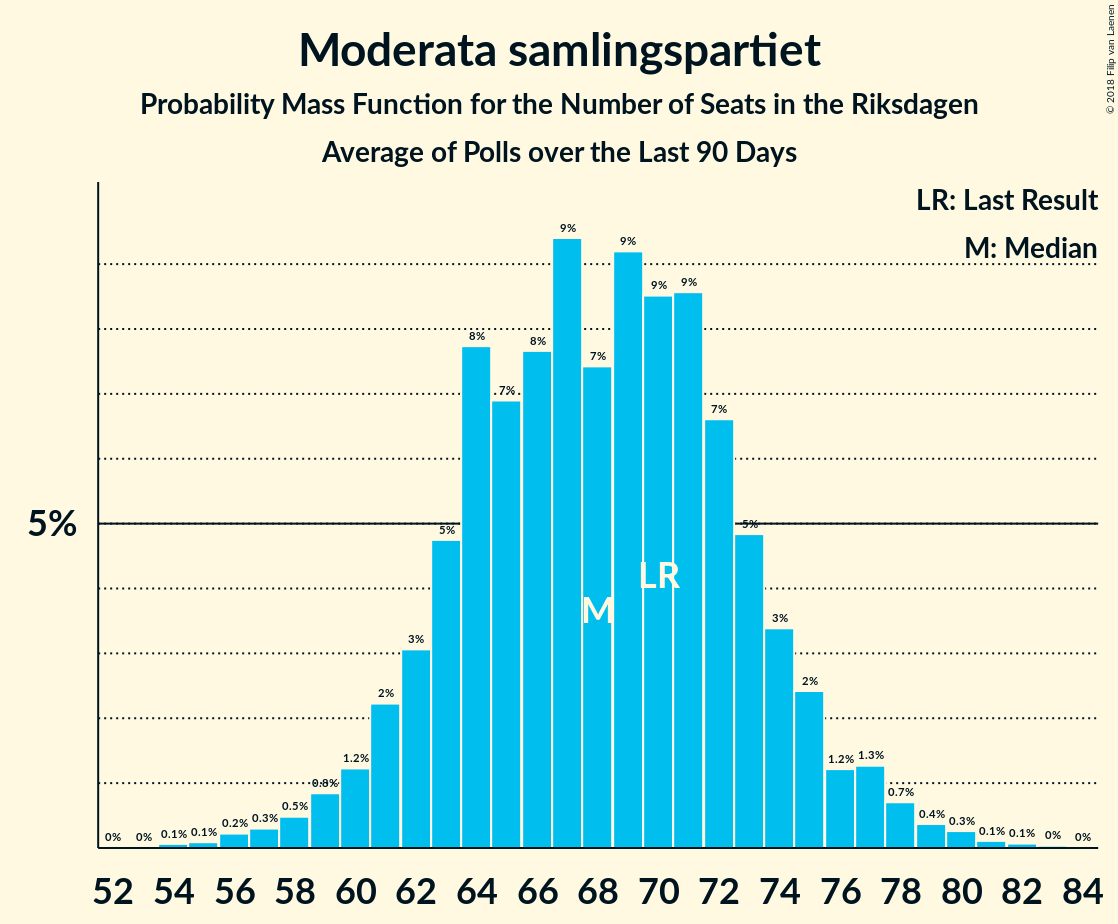 Moderata samlingspartiet
Probability Mass Function for the Number of Seats in the Riksdagen
Average of Polls over the Last 90 Days
© 2018 Filip van Laenen
LR: Last Result
M: Median
5%
0% 0% 0.1% 0.1% 0.2% 0.3% 0.5% 0.8% 1.2% 2% 3% 5% 8% 7% 8% 9% 7% 9% 9% 9% 7% 5% 3% 2% 1.2% 1.3% 0.7% 0.4% 0.3% 0.1% 0.1% 0% 0%
LR
M
52 54 56 58 60 62 64 66 68 70 72 74 76 78 80 82 84